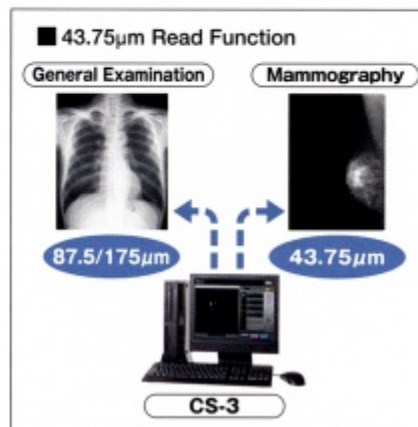 ■ 43.75μm Read Function
General Examination
Mammography
87.5/175μm
43.75μm
CS-3